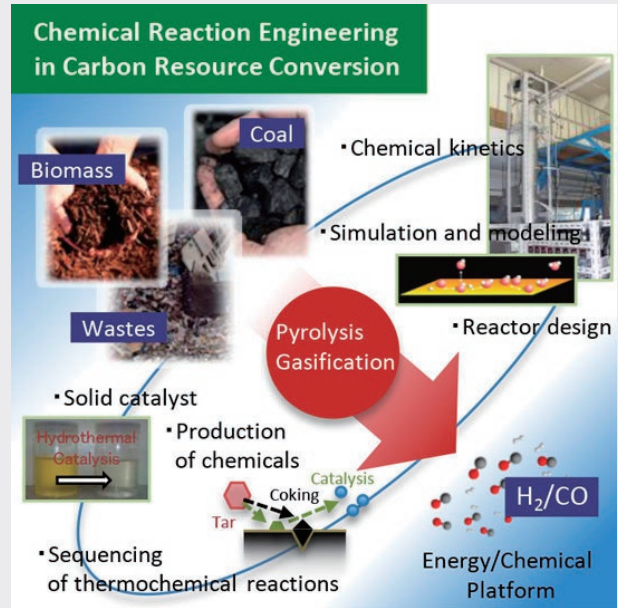 Chemical Reaction Engineering
in Carbon Resource Conversion
Coal
Biomass
Wastes
・Chemical kinetics
・Simulation and modeling
・Reactor design
Pyrolysis
Gasification
・Solid catalyst
Hydrothermal
Catalysis
・Production
of chemicals
Catalysis
Coking
Tar
・Sequencing
of thermochemical reactions
H₂/CO
Energy/Chemical
Platform